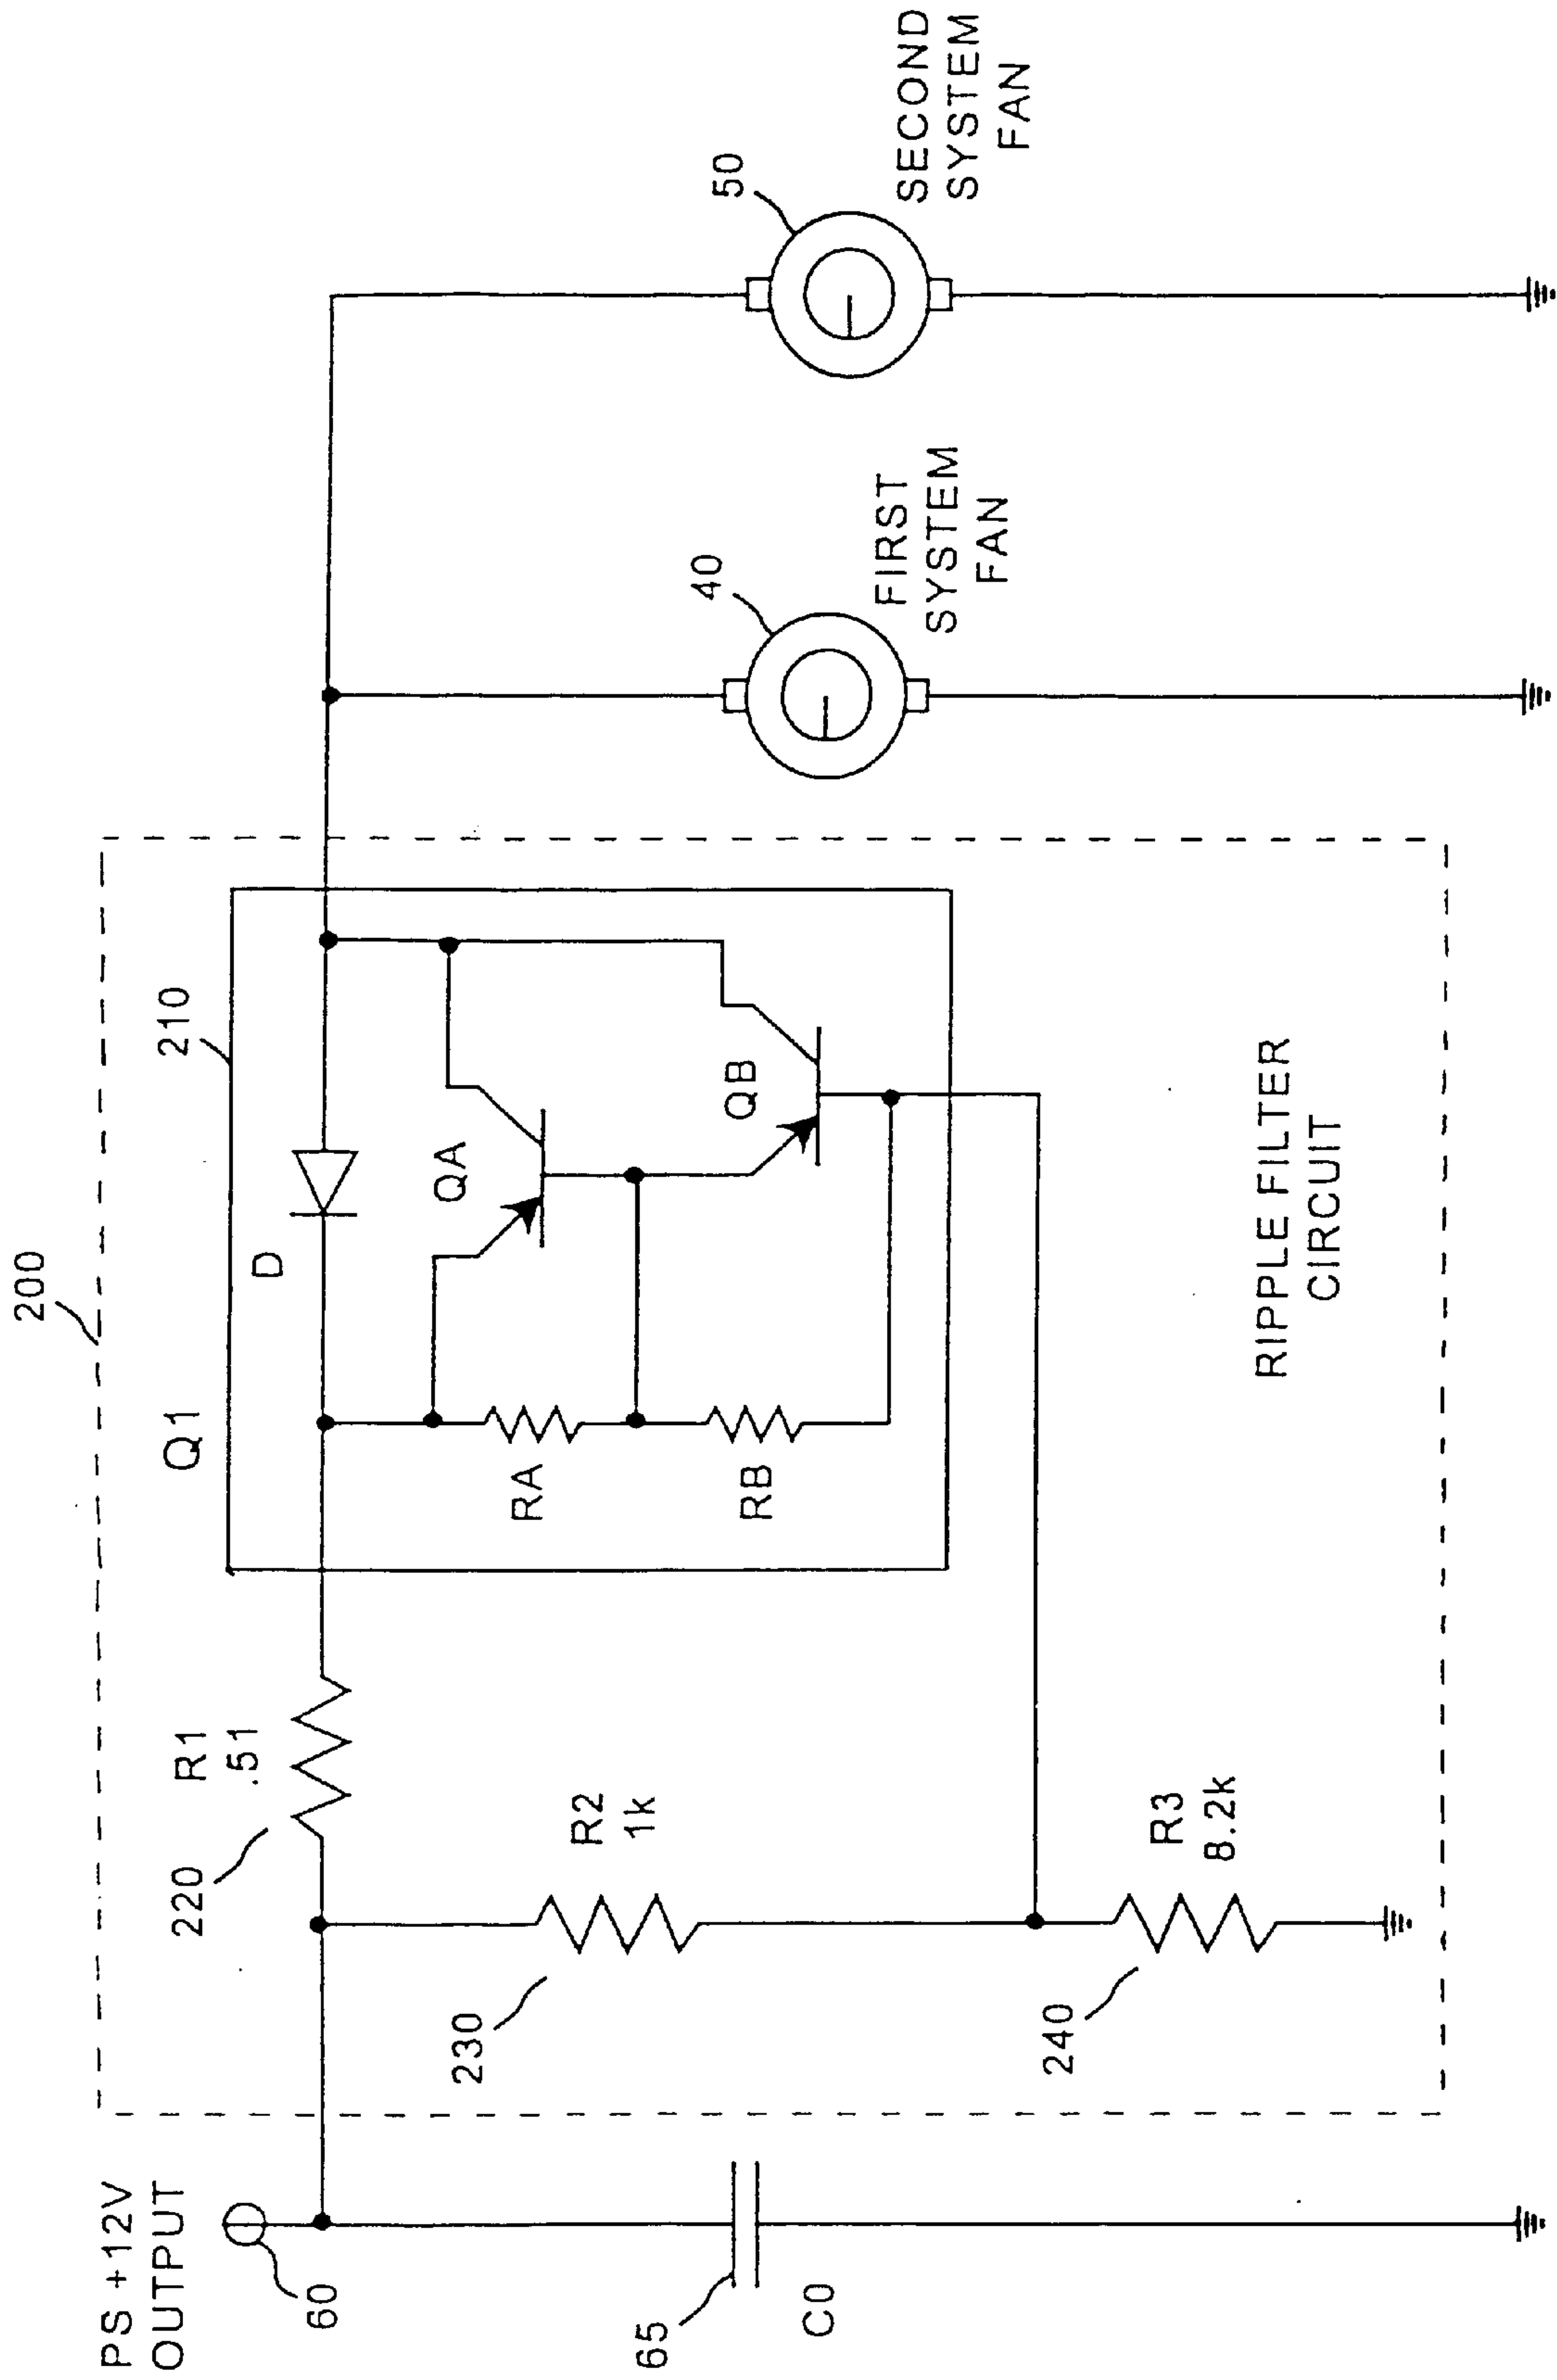 PS +12V
OUTPUT
60
65
C0
200
220
R1
.51
230
R2
1k
240
R3
8.2k
Q1
210
D
RA
RB
QA
QB
RIPPLE FILTER
CIRCUIT
40
FIRST
SYSTEM
FAN
50
SECOND
SYSTEM
FAN